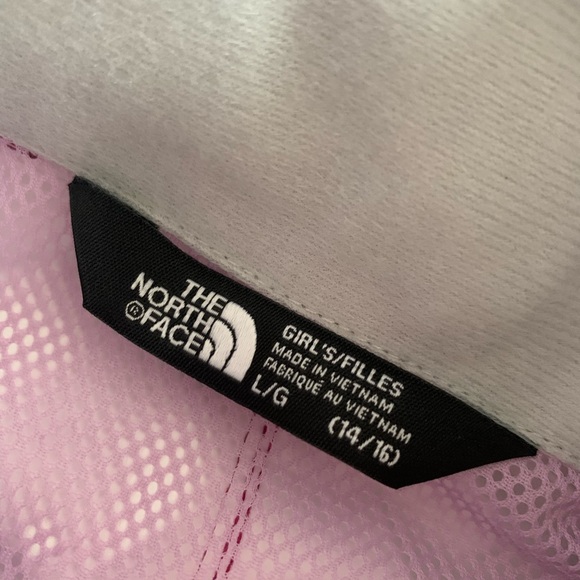 THE
NORTH
®FACE
GIRL'S/FILLES
MADE IN VIETNAM
FABRIQUÉ AU VIETNAM
L/G (14/16)